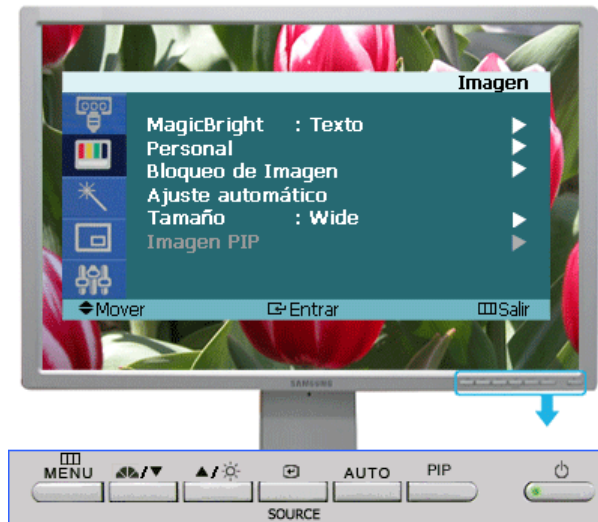 Imagen
MagicBright : Texto
Personal
Bloqueo de Imagen
Ajuste automático
Tamaño : Wide
Imagen PIP
Mover Entrar Salir
SAMSUNG
MENU AUTO PIP
SOURCE